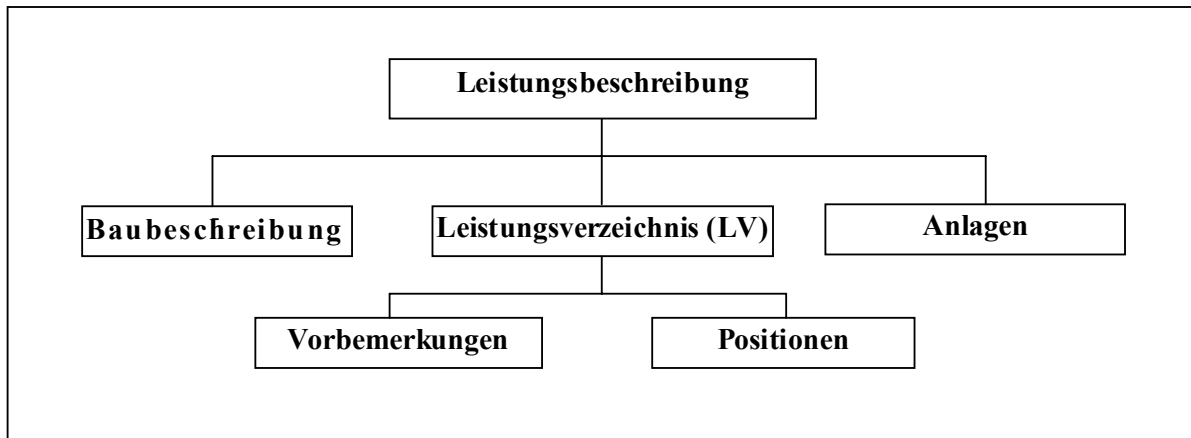 Leistungsbeschreibung
Baubeschreibung
Leistungsverzeichnis (LV)
Anlagen
Vorbemerkungen
Positionen